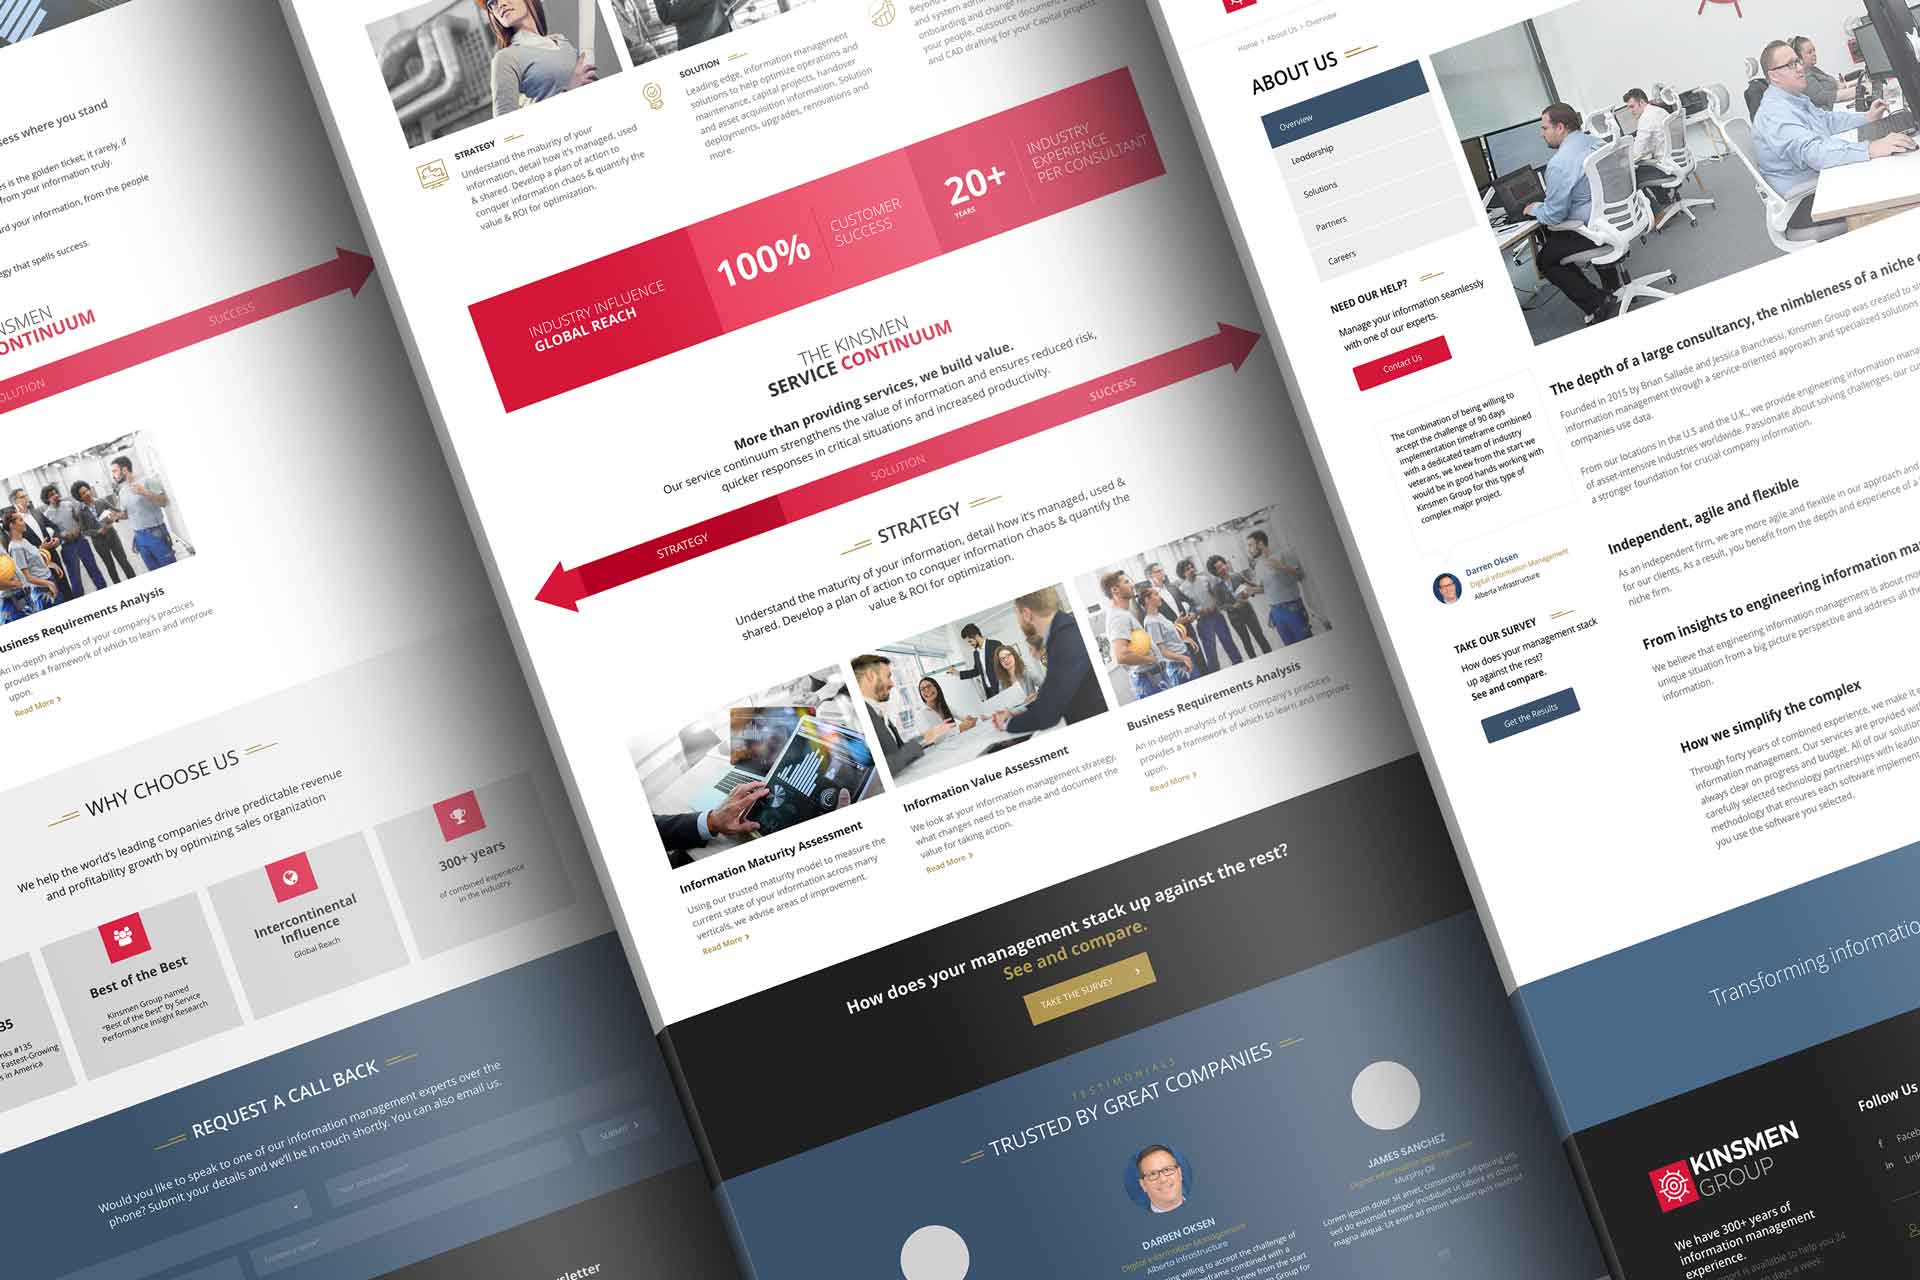 ess where you stand
es is the golden ticket, it rarely, if
from your information truly.
ard your information, from the people
egy that spells success.
NSMEN
ONTINUUM
SOLUTION
SUCCESS
Business Requirements Analysis
An in-depth analysis of your company's practices
provides a framework of which to learn and improve
upon.
Read More >
WHY CHOOSE US
We help the world's leading companies drive predictable revenue
and profitability growth by optimizing sales organization
35
nks #135
Fastest-Growing
s in America
Best of the Best
Kinsmen Group named
"Best of the Best" by Service
Performance Insight Research
Intercontinental
Influence
Global Reach
300+ years
of combined experience
in the industry.
REQUEST A CALL BACK
Would you like to speak to one of our information management experts over the
phone? Submit your details and we'll be in touch shortly. You can also email us.
Your phone number*
SUBMIT >
Company name*
wsletter
STRATEGY
Understand the maturity of your
information, detail how it's managed, used
& shared. Develop a plan of action to
conquer information chaos & quantify the
value & ROI for optimization.
SOLUTION
Leading edge, information management
solutions to help optimize operations and
maintenance, capital projects, handover
and asset acquisition information. Solution
deployments, upgrades, renovations and
more.
and system admin
onboarding and change m
your people, outsource document
and CAD drafting for your Capital projects
INDUSTRY INFLUENCE
GLOBAL REACH
100%
CUSTOMER
SUCCESS
20+
YEARS
INDUSTRY
EXPERIENCE
PER CONSULTANT
THE KINSMEN
SERVICE CONTINUUM
More than providing services, we build value.
Our service continuum strengthens the value of information and ensures reduced risk,
quicker responses in critical situations and increased productivity.
STRATEGY
SOLUTION
SUCCESS
STRATEGY
Understand the maturity of your information, detail how it's managed, used &
shared. Develop a plan of action to conquer information chaos & quantify the
value & ROI for optimization.
Information Maturity Assessment
Using our trusted maturity model to measure the
current state of your information across many
verticals, we advise areas of improvement.
Read More >
Information Value Assessment
We look at your information management strategy,
what changes need to be made and document the
value for taking action.
Read More >
Business Requirements Analysis
An in-depth analysis of your company's practices
provides a framework of which to learn and improve
upon.
Read More >
How does your management stack up against the rest?
See and compare.
TAKE THE SURVEY >
TESTIMONIALS
TRUSTED BY GREAT COMPANIES
DARREN OKSEN
Digital Information Management
Alberta Infrastructure
ing willing to accept the challenge of
eframe combined with a
knew from the start
n Group for
JAMES SANCHEZ
Digital Information Management
Murphy Oil
Lorem ipsum dolor sit amet, consectetur adipiscing elit,
sed do eiusmod tempor incididunt ut labore et dolore
magna aliqua. Ut enim ad minim veniam quis nostrud
Home > About Us > Overview
ABOUT US
Overview
Leadership
Solutions
Partners
Careers
NEED OUR HELP?
Manage your information seamlessly
with one of our experts.
Contact Us
The combination of being willing to
accept the challenge of 90 days
implementation timeframe combined
with a dedicated team of industry
veterans, we knew from the start we
would be in good hands working with
Kinsmen Group for this type of
complex major project.
Darren Oksen
Digital Information Management
Alberta Infrastructure
TAKE OUR SURVEY
How does your management stack
up against the rest?
See and compare.
Get the Results
The depth of a large consultancy, the nimbleness of a niche
Founded in 2015 by Brian Sallade and Jessica Bianchessi, Kinsmen Group was created to
information management through a service-oriented approach and specialized solutions
companies use data.
From our locations in the U.S and the U.K., we provide engineering information
of asset-intensive industries worldwide. Passionate about solving challenges, our
a stronger foundation for crucial company information.
Independent, agile and flexible
As an independent firm, we are more agile and flexible in our approach and
for our clients. As a result, you benefit from the depth and experience of a
niche firm.
From insights to engineering information
We believe that engineering information management is about
unique situation from a big picture perspective and address all
information.
How we simplify the complex
Through forty years of combined experience, we make it
information management. Our services are provided
always clear on progress and budget. All of our
carefully selected technology partnerships with leading
methodology that ensures each software
you use the software you selected.
Transforming informatio
KINSMEN
GROUP
We have 300+ years of
information management
experience.
port is available to help you 24
days a week.
Follow Us
Faceb
Link